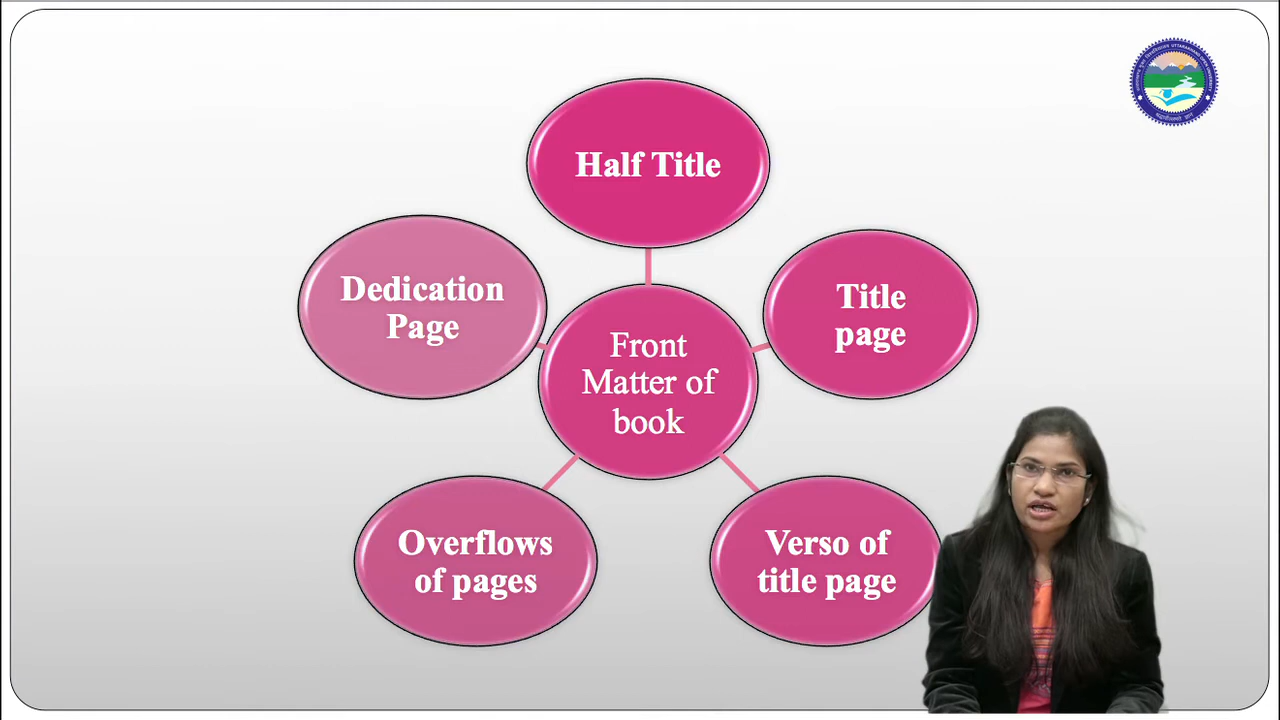 Half Title
Title
page
Verso of
title page
Overflows
of pages
Dedication
Page
Front
Matter of
book